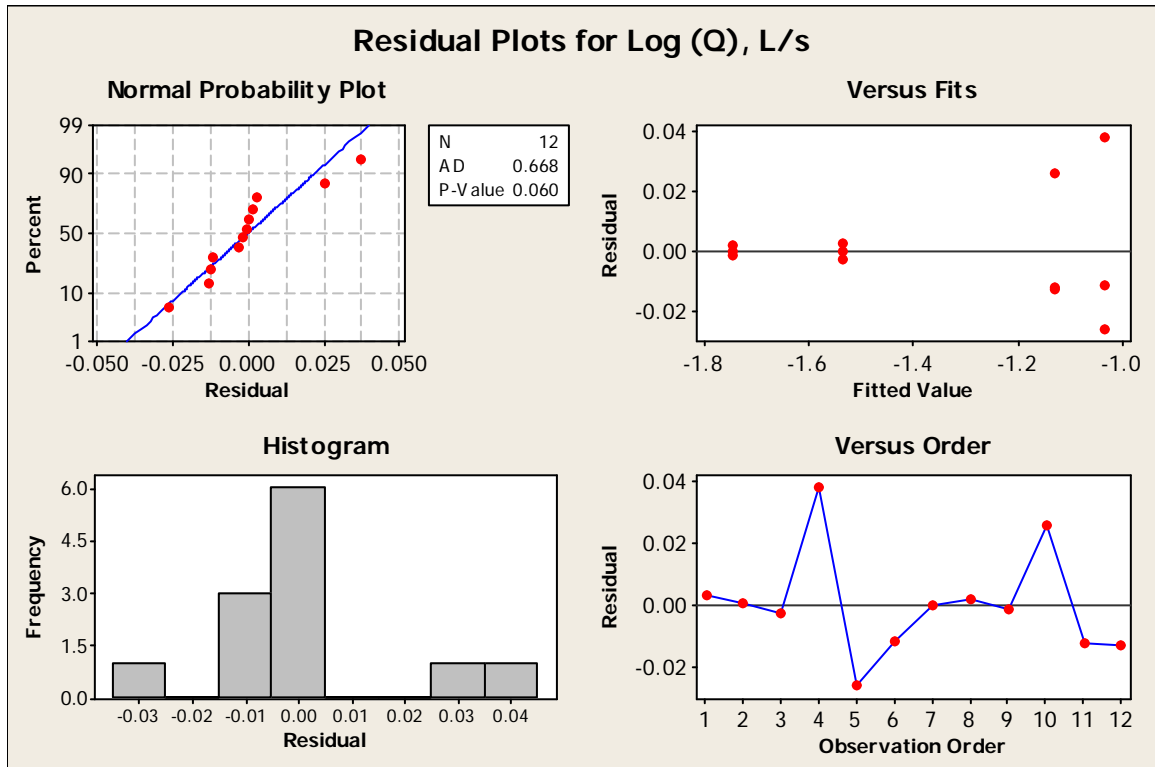 Residual Plots for Log (Q), L/s
Normal Probability Plot
99
90
50
10
1
Percent
-0.050 -0.025 0.000 0.025 0.050
Residual
N 12
AD 0.668
P-Value 0.060
Versus Fits
0.04
0.02
0.00
-0.02
Residual
-1.8 -1.6 -1.4 -1.2 -1.0
Fitted Value
Histogram
6.0
4.5
3.0
1.5
0.0
Frequency
-0.03 -0.02 -0.01 0.00 0.01 0.02 0.03 0.04
Residual
Versus Order
0.04
0.02
0.00
-0.02
Residual
1 2 3 4 5 6 7 8 9 10 11 12
Observation Order